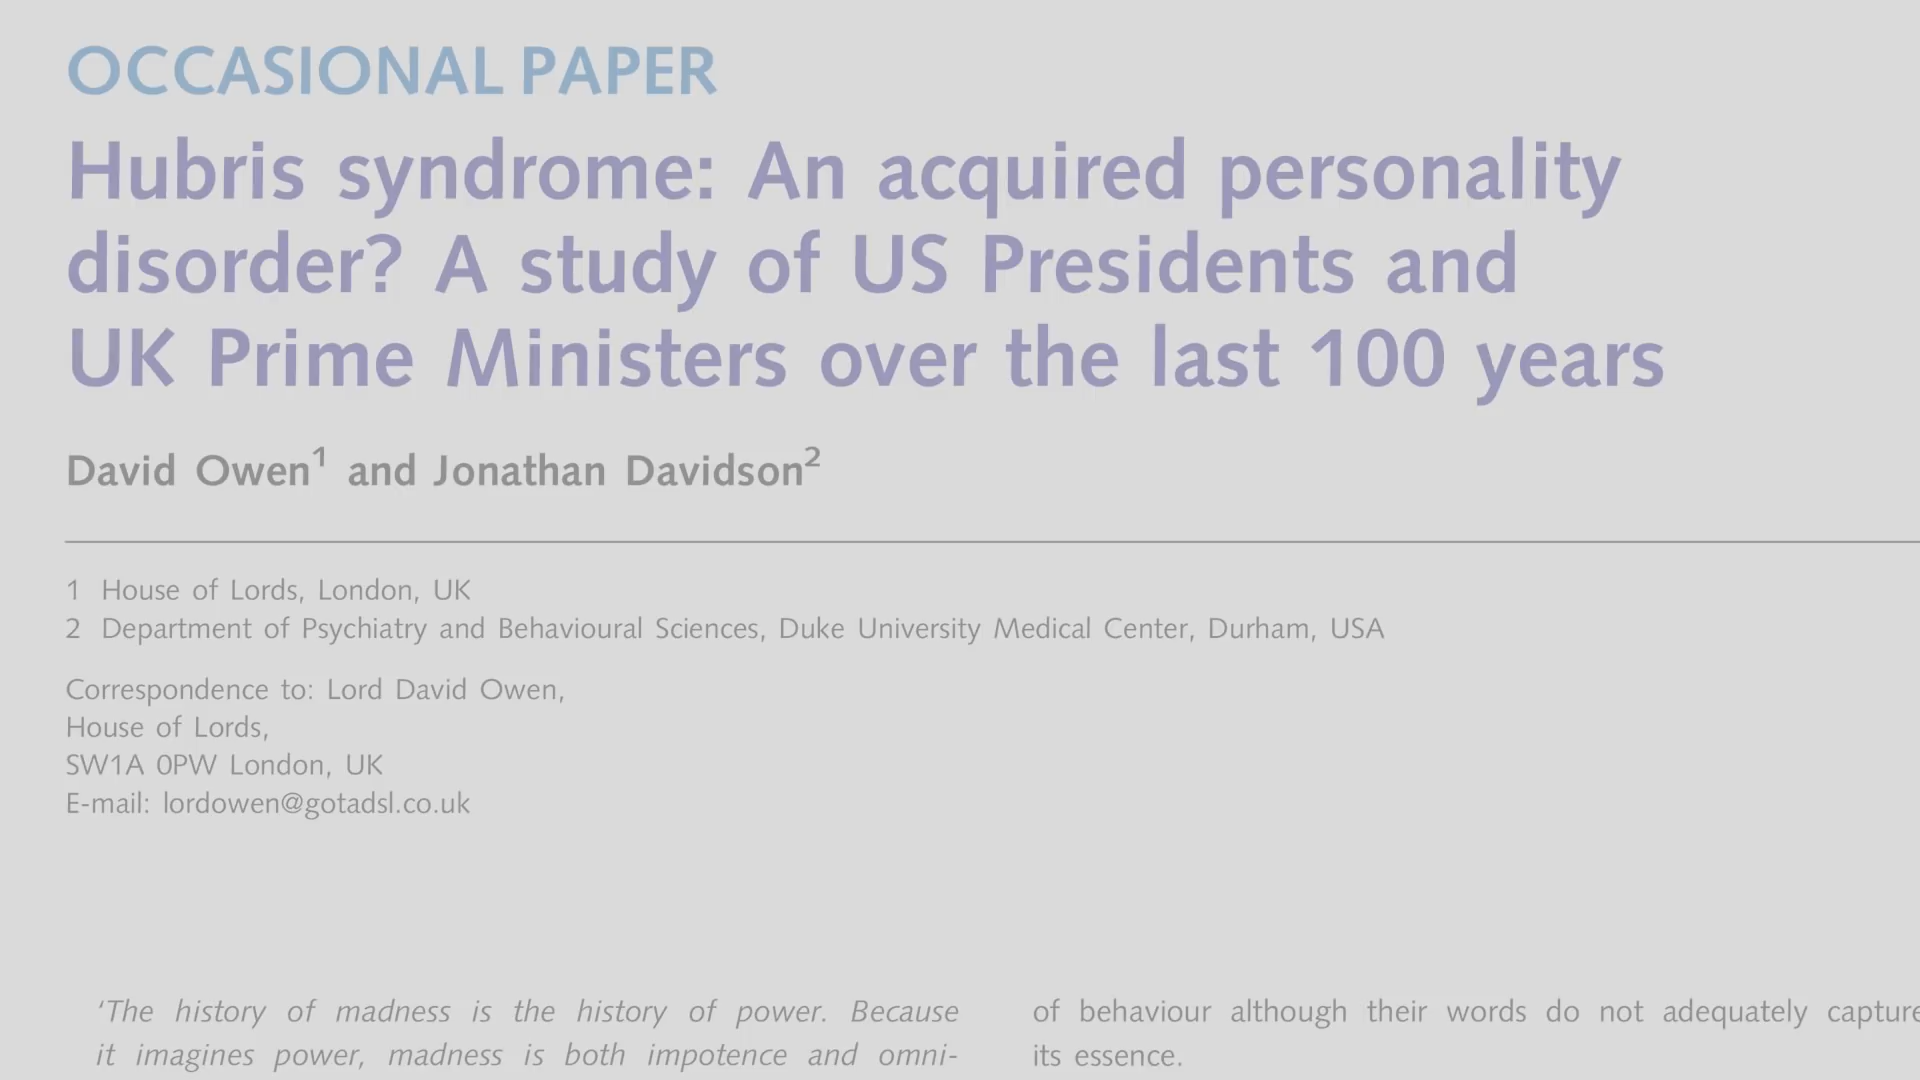 OCCASIONAL PAPER
Hubris syndrome: An acquired personality
disorder? A study of US Presidents and
UK Prime Ministers over the last 100 years
David Owen1 and Jonathan Davidson2
1 House of Lords, London, UK
2 Department of Psychiatry and Behavioural Sciences, Duke University Medical Center, Durham, USA
Correspondence to: Lord David Owen,
House of Lords,
SW1A 0PW London, UK
E-mail: lordowen@gotadsl.co.uk
‘The history of madness is the history of power. Because
it imagines power, madness is both impotence and omni-
of behaviour although their words do not adequately capture
its essence.